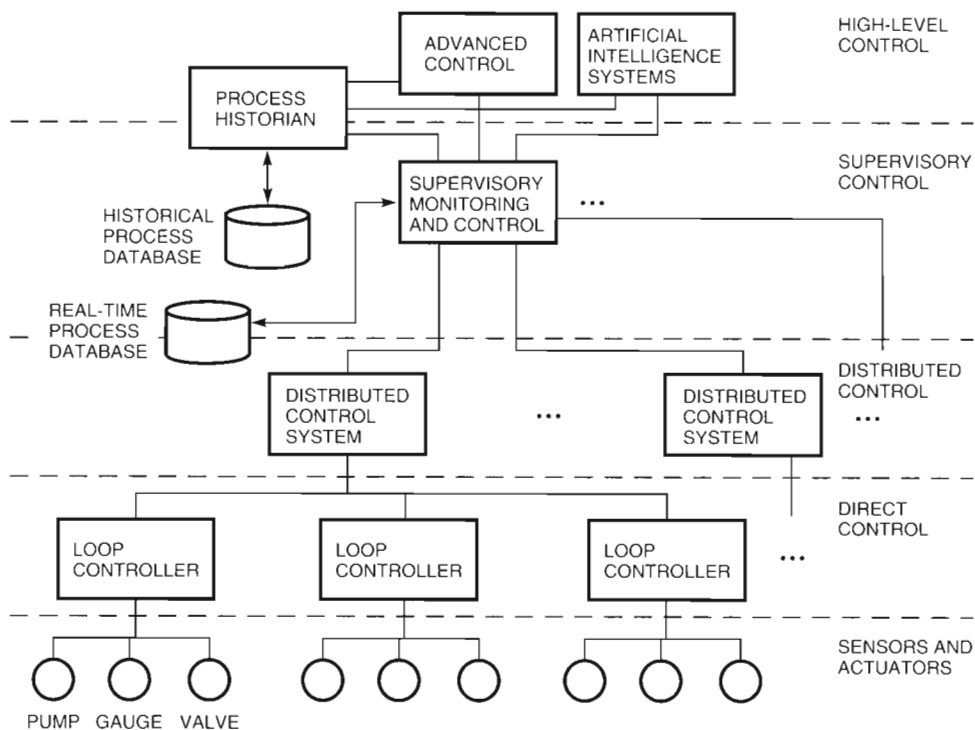 HIGH-LEVEL
CONTROL
ADVANCED
CONTROL
ARTIFICIAL
INTELLIGENCE
SYSTEMS
PROCESS
HISTORIAN
SUPERVISORY
CONTROL
SUPERVISORY
MONITORING
AND CONTROL
...
HISTORICAL
PROCESS
DATABASE
REAL-TIME
PROCESS
DATABASE
DISTRIBUTED
CONTROL
DISTRIBUTED
CONTROL
SYSTEM
...
DISTRIBUTED
CONTROL
SYSTEM
...
DIRECT
CONTROL
LOOP
CONTROLLER
LOOP
CONTROLLER
LOOP
CONTROLLER
...
SENSORS AND
ACTUATORS
PUMP
GAUGE
VALVE